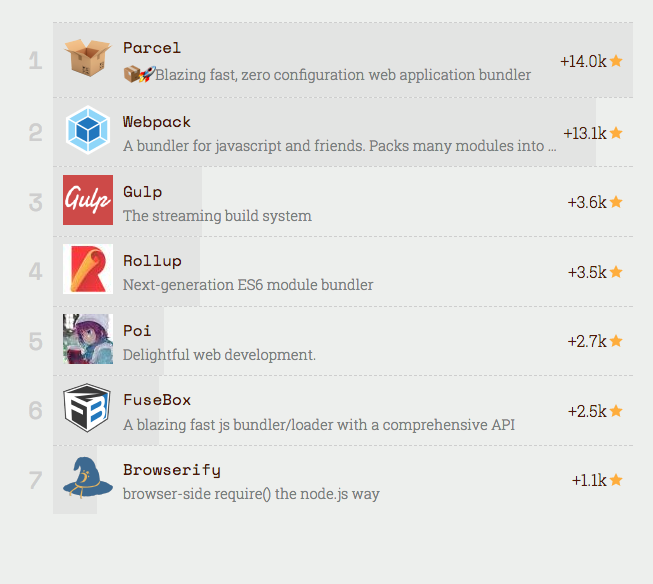 1
Parcel
📦🚀Blazing fast, zero configuration web application bundler
+14.0k
2
Webpack
A bundler for javascript and friends. Packs many modules into ...
+13.1k
3
Gulp
Gulp
The streaming build system
+3.6k
4
Rollup
Next-generation ES6 module bundler
+3.5k
5
Poi
Delightful web development.
+2.7k
6
FuseBox
A blazing fast js bundler/loader with a comprehensive API
+2.5k
7
Browserify
browser-side require() the node.js way
+1.1k